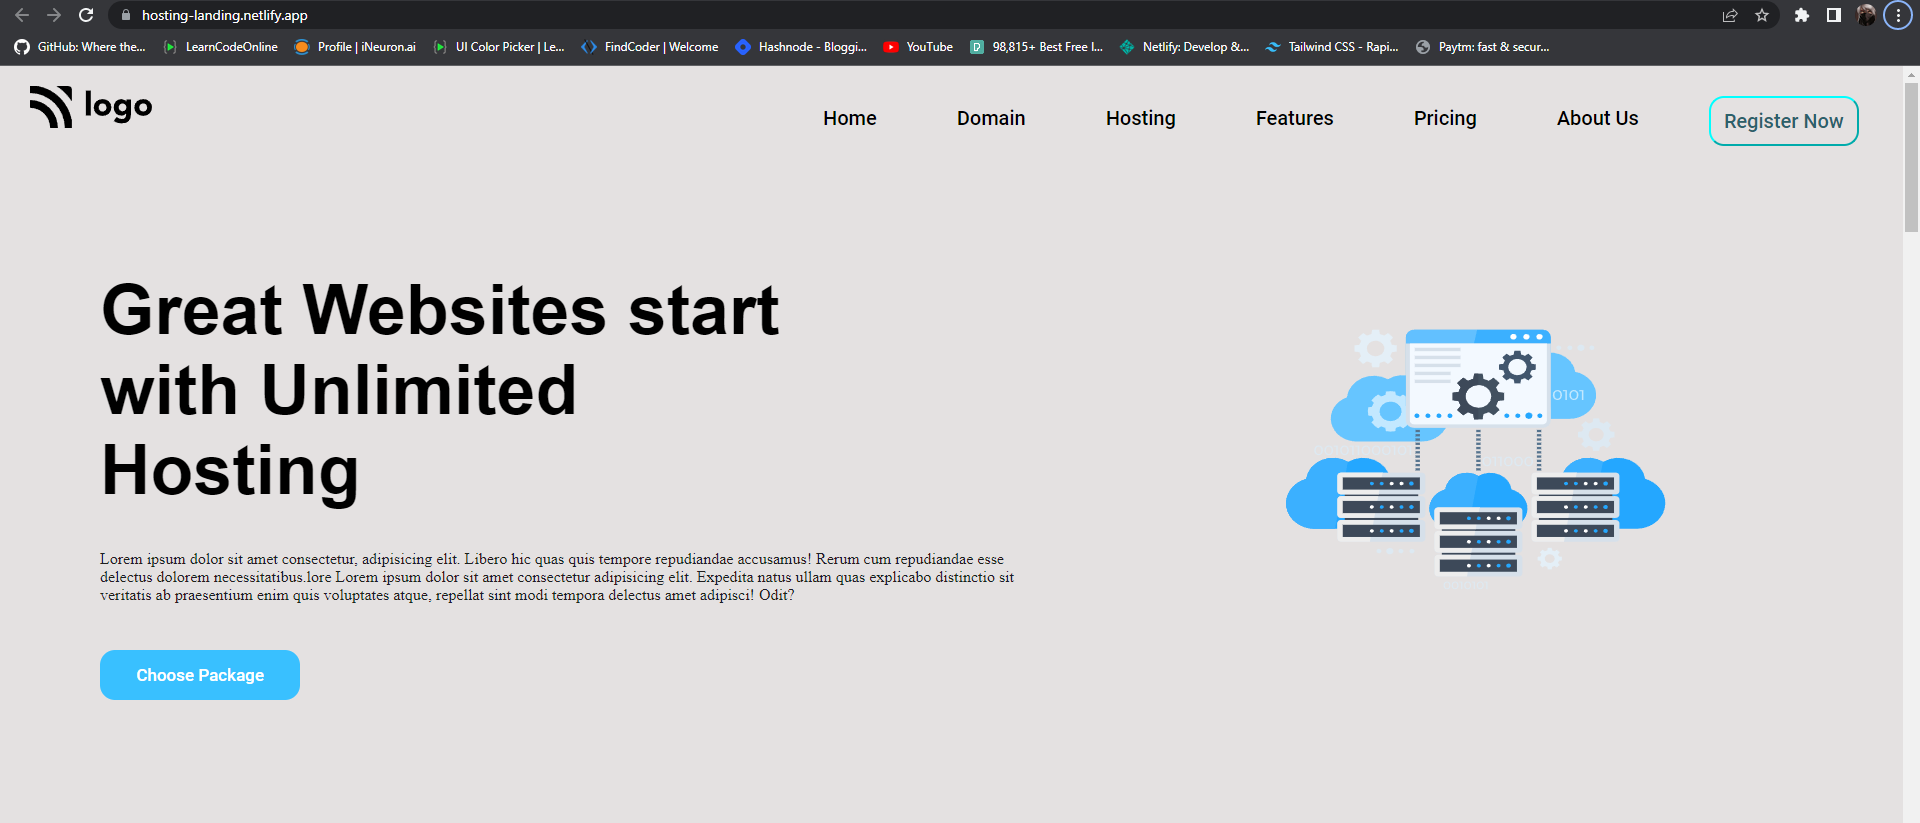 hosting-landing.netlify.app
GitHub: Where the... LearnCodeOnline Profile | iNeuron.ai UI Color Picker | Le... FindCoder | Welcome Hashnode - Bloggi... YouTube 98,815+ Best Free I... Netlify: Develop &... Tailwind CSS - Rapi... Paytm: fast & secur...
logo
Home Domain Hosting Features Pricing About Us Register Now
Great Websites start
with Unlimited
Hosting
0101
Lorem ipsum dolor sit amet consectetur, adipisicing elit. Libero hic quas quis tempore repudiandae accusamus! Rerum cum repudiandae esse
delectus dolorem necessitatibus.lore Lorem ipsum dolor sit amet consectetur adipisicing elit. Expedita natus ullam quas explicabo distinctio sit
veritatis ab praesentium enim quis voluptates atque, repellat sint modi tempora delectus amet adipisci! Odit?
Choose Package